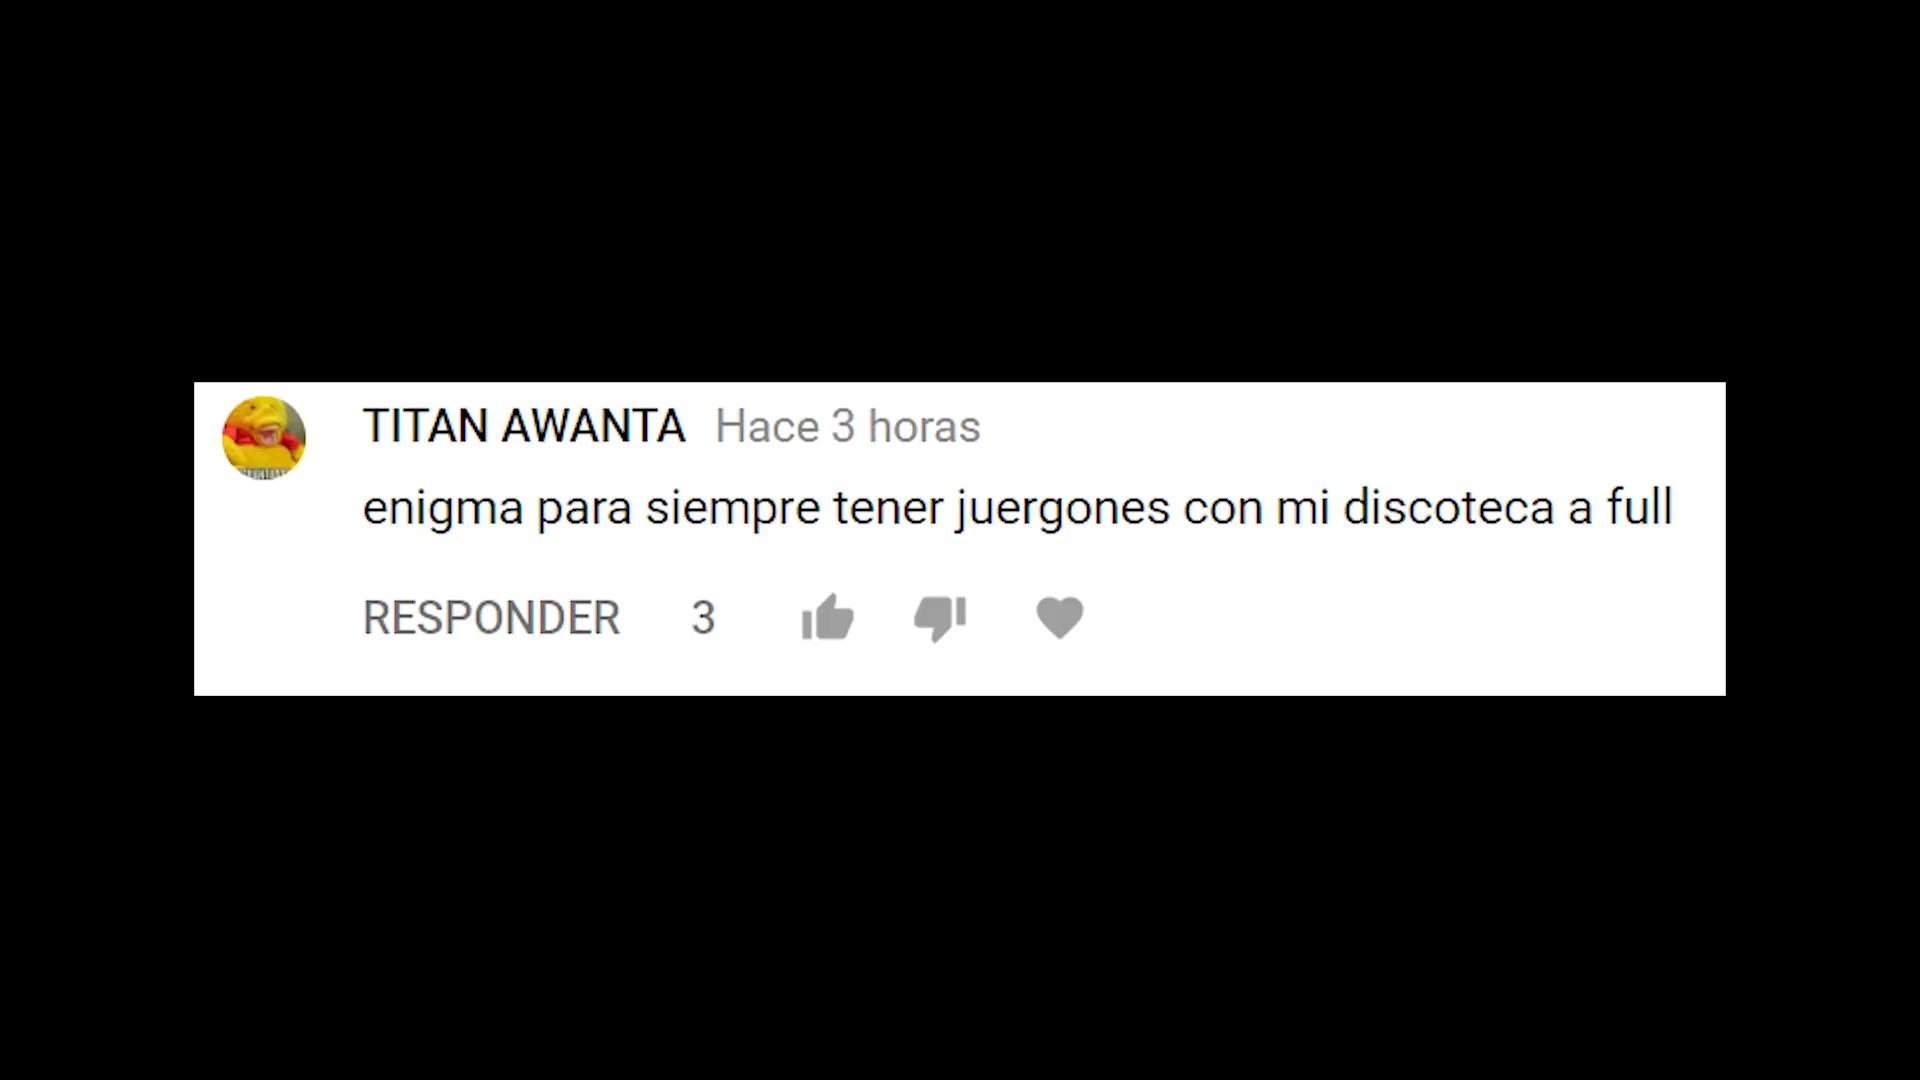 TITAN AWANTA Hace 3 horas
enigma para siempre tener juergones con mi discoteca a full
RESPONDER 3